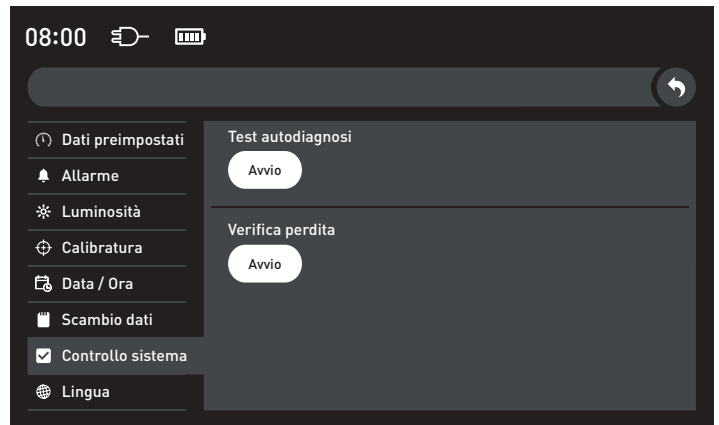 08:00
Dati preimpostati
Allarme
Luminosità
Calibratura
Data / Ora
Scambio dati
Controllo sistema
Lingua
Test autodiagnosi
Avvio
Verifica perdita
Avvio